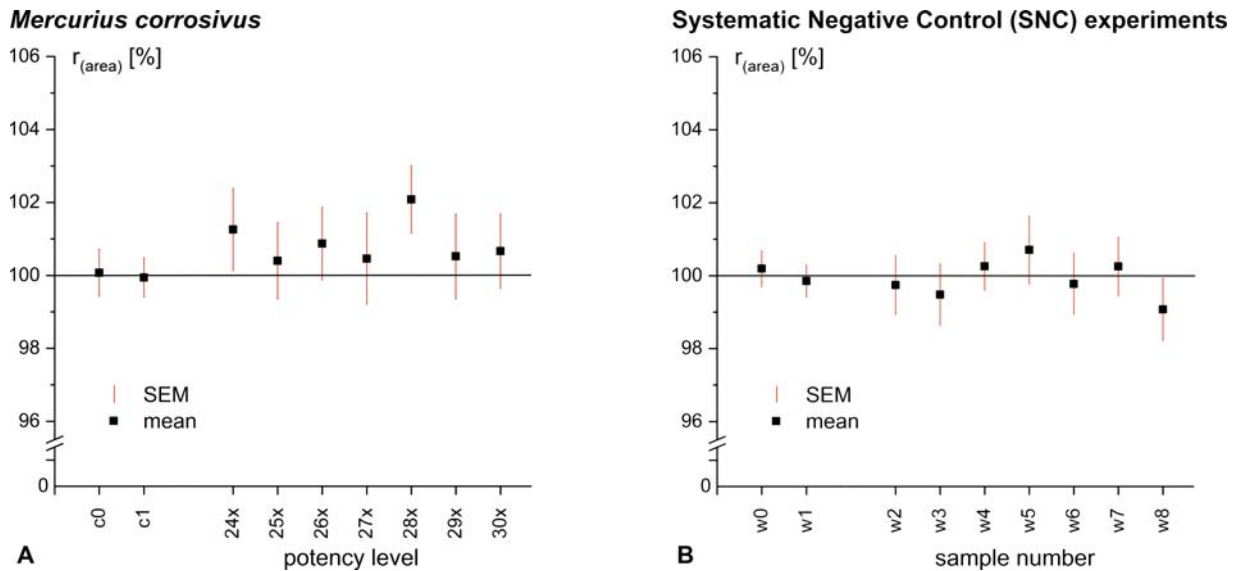 Mercurius corrosivus
r(area) [%]
106
104
102
100
98
96
0
SEM
mean
c0
c1
24x
25x
26x
27x
28x
29x
30x
A
potency level
Systematic Negative Control (SNC) experiments
r(area) [%]
106
104
102
100
98
96
0
SEM
mean
w0
w1
w2
w3
w4
w5
w6
w7
w8
B
sample number